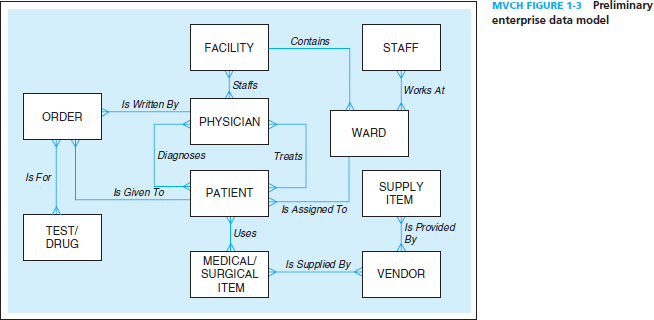 MVCH FIGURE 1-3 Preliminary
enterprise data model
FACILITY
Contains
STAFF
Staffs
Works At
ORDER
Is Written By
PHYSICIAN
WARD
Diagnoses
Treats
Is For
Is Given To
PATIENT
Is Assigned To
SUPPLY
ITEM
TEST/
DRUG
Uses
Is Provided
By
MEDICAL/
SURGICAL
ITEM
Is Supplied By
VENDOR